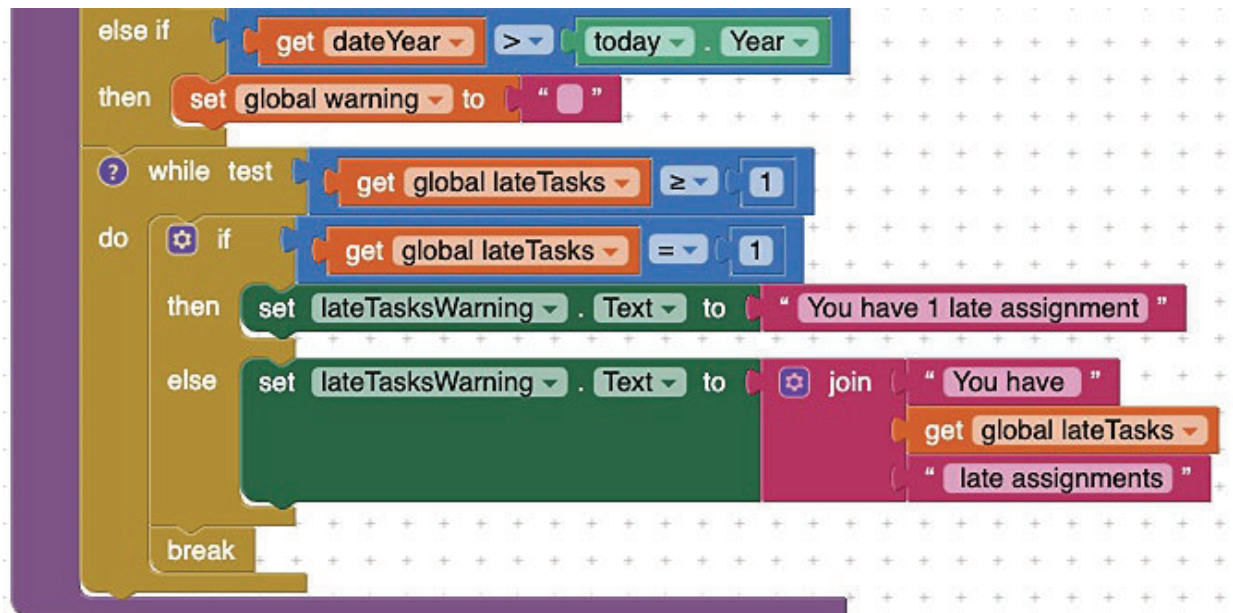 else if get dateYear > today . Year
then set global warning to " "
? while test get global lateTasks ≥ 1
do if get global lateTasks = 1
then set lateTasksWarning . Text to " You have 1 late assignment "
else set lateTasksWarning . Text to join " You have "
get global lateTasks
" late assignments "
break